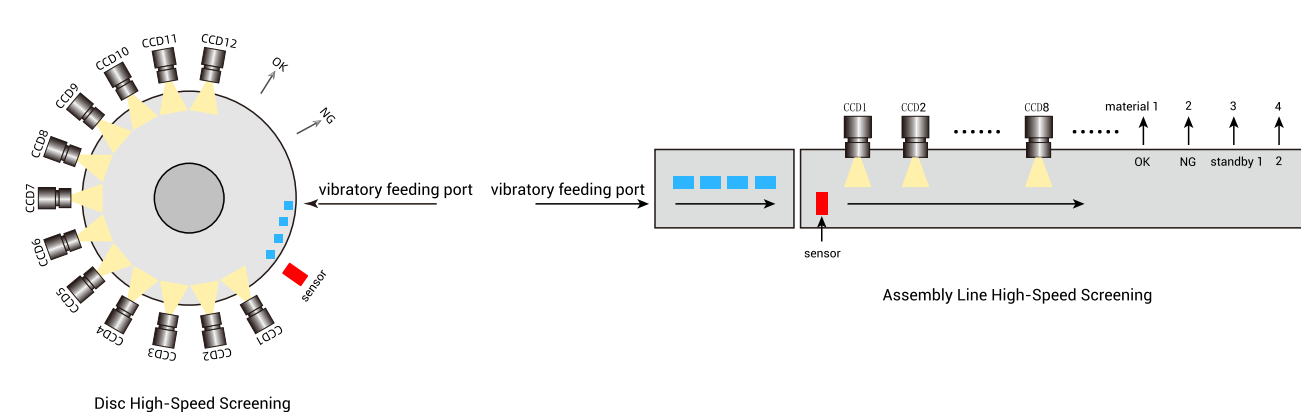 CCD12
CCD11
CCD10
CCD9
CCD8
CCD7
CCD6
CCD5
CCD4
CCD3
CCD2
CCD1
OK
NG
vibratory feeding port
sensor
Disc High-Speed Screening
vibratory feeding port
CCD1
CCD2
......
CCD8
......
material 1
2
3
4
OK
NG
standby 1
2
sensor
Assembly Line High-Speed Screening